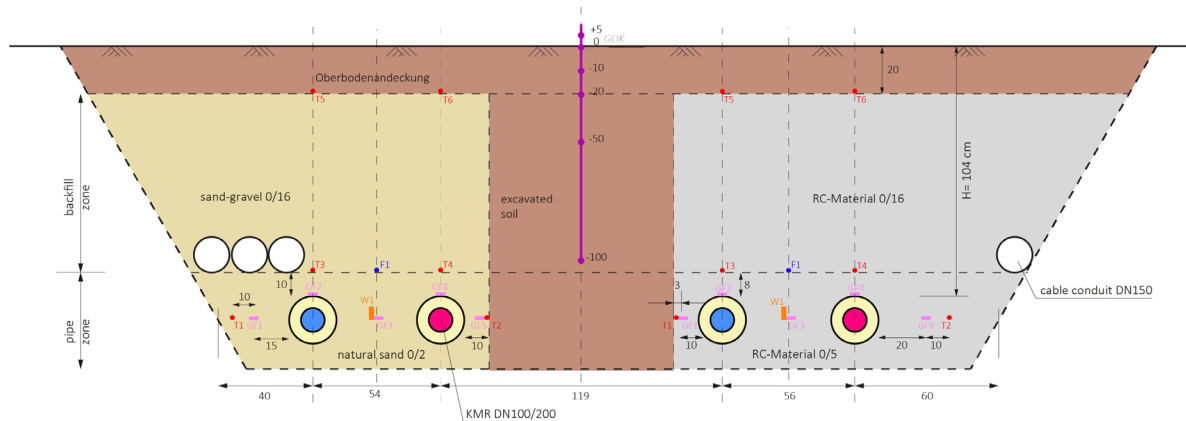 +5
0 GOK
-10
-20
-50
-100
20
Oberbodenandeckung
T5
T6
T5
T6
H= 104 cm
backfill
zone
sand-gravel 0/16
excavated
soil
RC-Material 0/16
T3
F1
T4
T3
F1
T4
10
GF2
GF4
3
GF2
8
GF4
cable conduit DN150
10
W1
W1
T1
GF1
GF3
GF5
T2
GF1
GF3
GF5
T2
pipe
zone
15
10
10
20
10
natural sand 0/2
RC-Material 0/5
40
54
119
56
60
KMR DN100/200